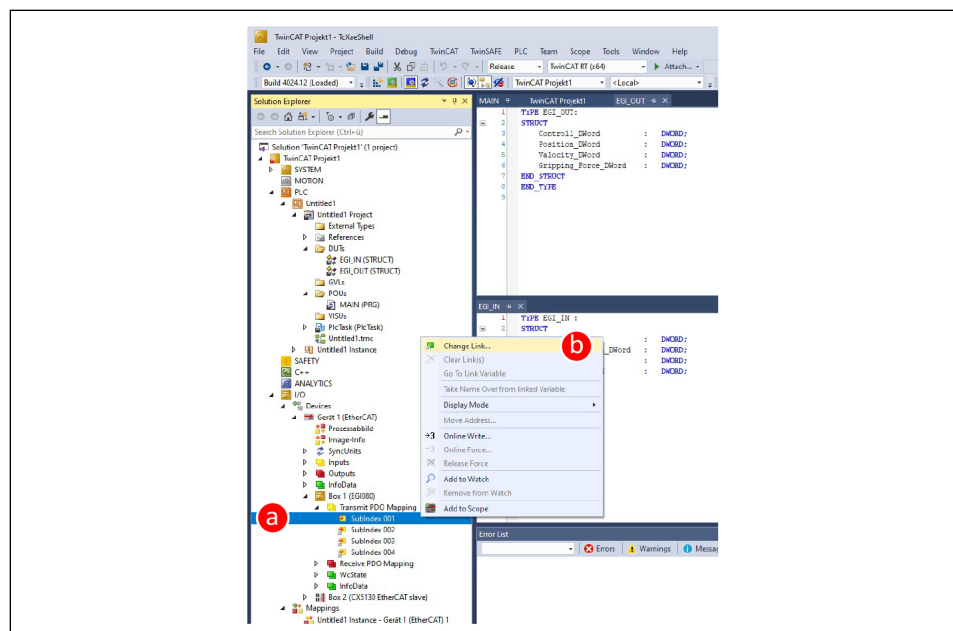 TwinCAT Projekt1 - TcXaeShell
File Edit View Project Build Debug TwinCAT TwinSAFE PLC Team Scope Tools Window Help
Release TwinCAT RT (x64) Attach...
Build 4024.12 (Loaded) TwinCAT Projekt1 <Local>
Solution Explorer
Search Solution Explorer (Ctrl+ü)
Solution 'TwinCAT Projekt1' (1 project)
TwinCAT Projekt1
SYSTEM
MOTION
PLC
Untitled1
Untitled1 Project
External Types
References
DUTs
EGI_IN (STRUCT)
EGI_OUT (STRUCT)
GVLs
POUs
MAIN (PRG)
VISUs
PlcTask (PlcTask)
Untitled1.tmc
Untitled1 Instance
SAFETY
C++
ANALYTICS
I/O
Devices
Gerät 1 (EtherCAT)
Prozessabbild
Image-Info
SyncUnits
Inputs
Outputs
InfoData
Box 1 (EGI080)
Transmit PDO Mapping
a
SubIndex 001
SubIndex 002
SubIndex 003
SubIndex 004
Receive PDO Mapping
WcState
InfoData
Box 2 (CX5130 EtherCAT slave)
Mappings
Untitled1 Instance - Gerät 1 (EtherCAT) 1
MAIN TwinCAT Projekt1 EGI_OUT
1 TYPE EGI_OUT:
2 STRUCT
3 Controll_DWord : DWORD;
4 Position_DWord : DWORD;
5 Valocity_DWord : DWORD;
6 Gripping_Force_DWord : DWORD;
7 END_STRUCT
8 END_TYPE
9
EGI_IN
1 TYPE EGI_IN :
2 STRUCT
: DWORD;
_DWord : DWORD;
: DWORD;
: DWORD;
b
Change Link...
Clear Link(s)
Go To Link Variable
Take Name Over from linked Variable
Display Mode
Move Address...
Online Write...
Online Force...
Release Force
Add to Watch
Remove from Watch
Add to Scope
Error List
Errors Warnings Messag